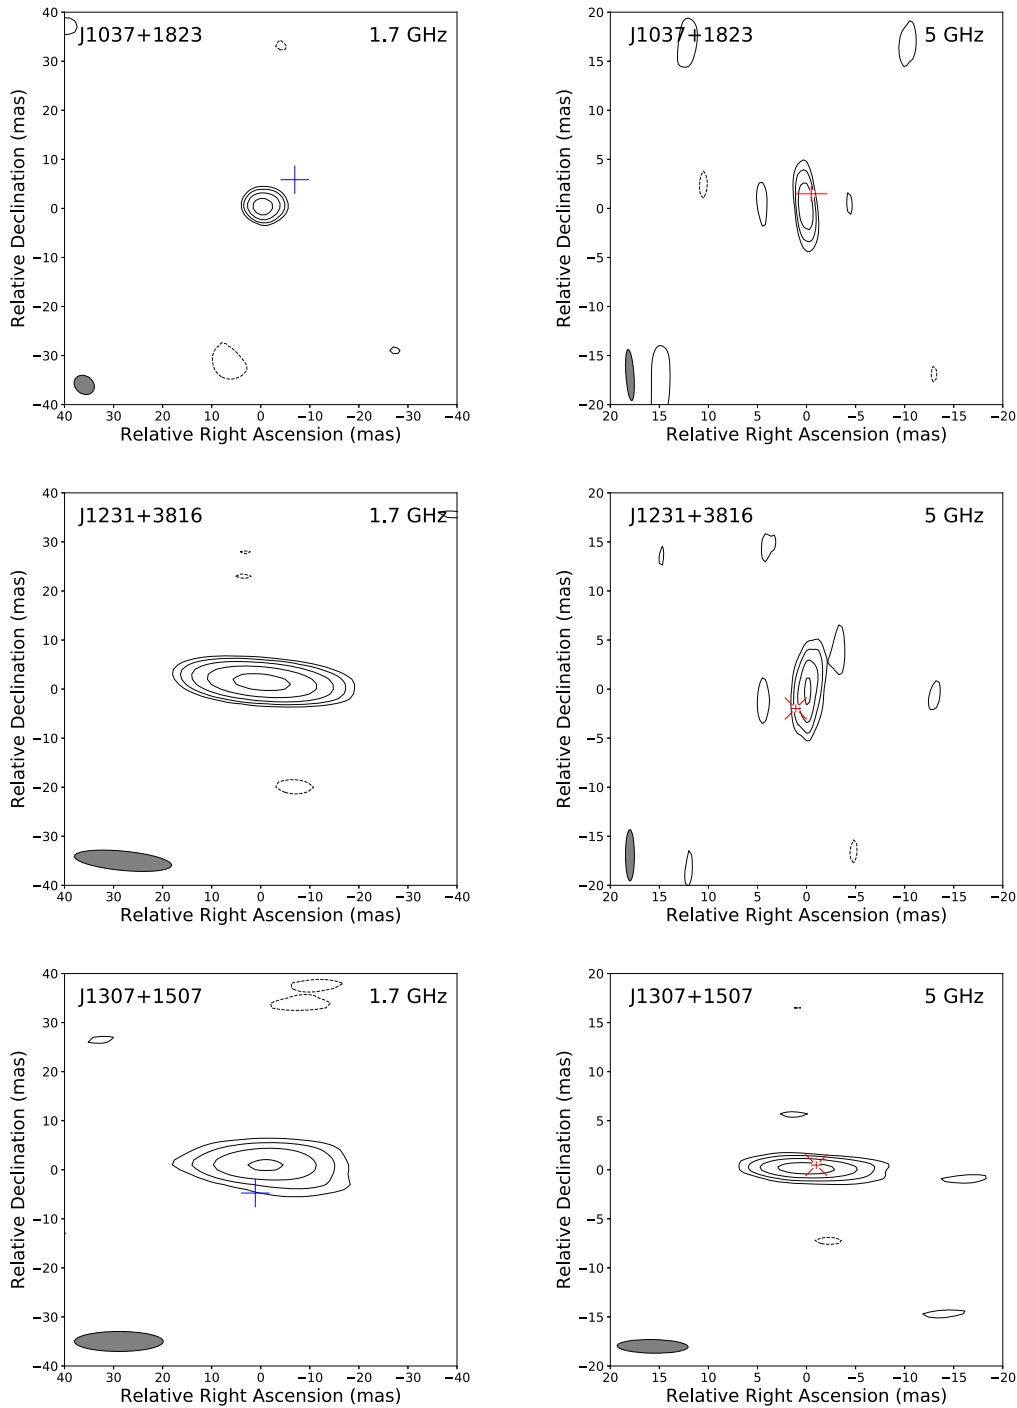 J1037+1823 1.7 GHz
40
30
20
10
0
−10
−20
−30
−40
40 30 20 10 0 −10 −20 −30 −40
Relative Declination (mas)
Relative Right Ascension (mas)
J1037+1823 5 GHz
20
15
10
5
0
−5
−10
−15
−20
20 15 10 5 0 −5 −10 −15 −20
Relative Declination (mas)
Relative Right Ascension (mas)
J1231+3816 1.7 GHz
40
30
20
10
0
−10
−20
−30
−40
40 30 20 10 0 −10 −20 −30 −40
Relative Declination (mas)
Relative Right Ascension (mas)
J1231+3816 5 GHz
20
15
10
5
0
−5
−10
−15
−20
20 15 10 5 0 −5 −10 −15 −20
Relative Declination (mas)
Relative Right Ascension (mas)
J1307+1507 1.7 GHz
40
30
20
10
0
−10
−20
−30
−40
40 30 20 10 0 −10 −20 −30 −40
Relative Declination (mas)
Relative Right Ascension (mas)
J1307+1507 5 GHz
20
15
10
5
0
−5
−10
−15
−20
20 15 10 5 0 −5 −10 −15 −20
Relative Declination (mas)
Relative Right Ascension (mas)